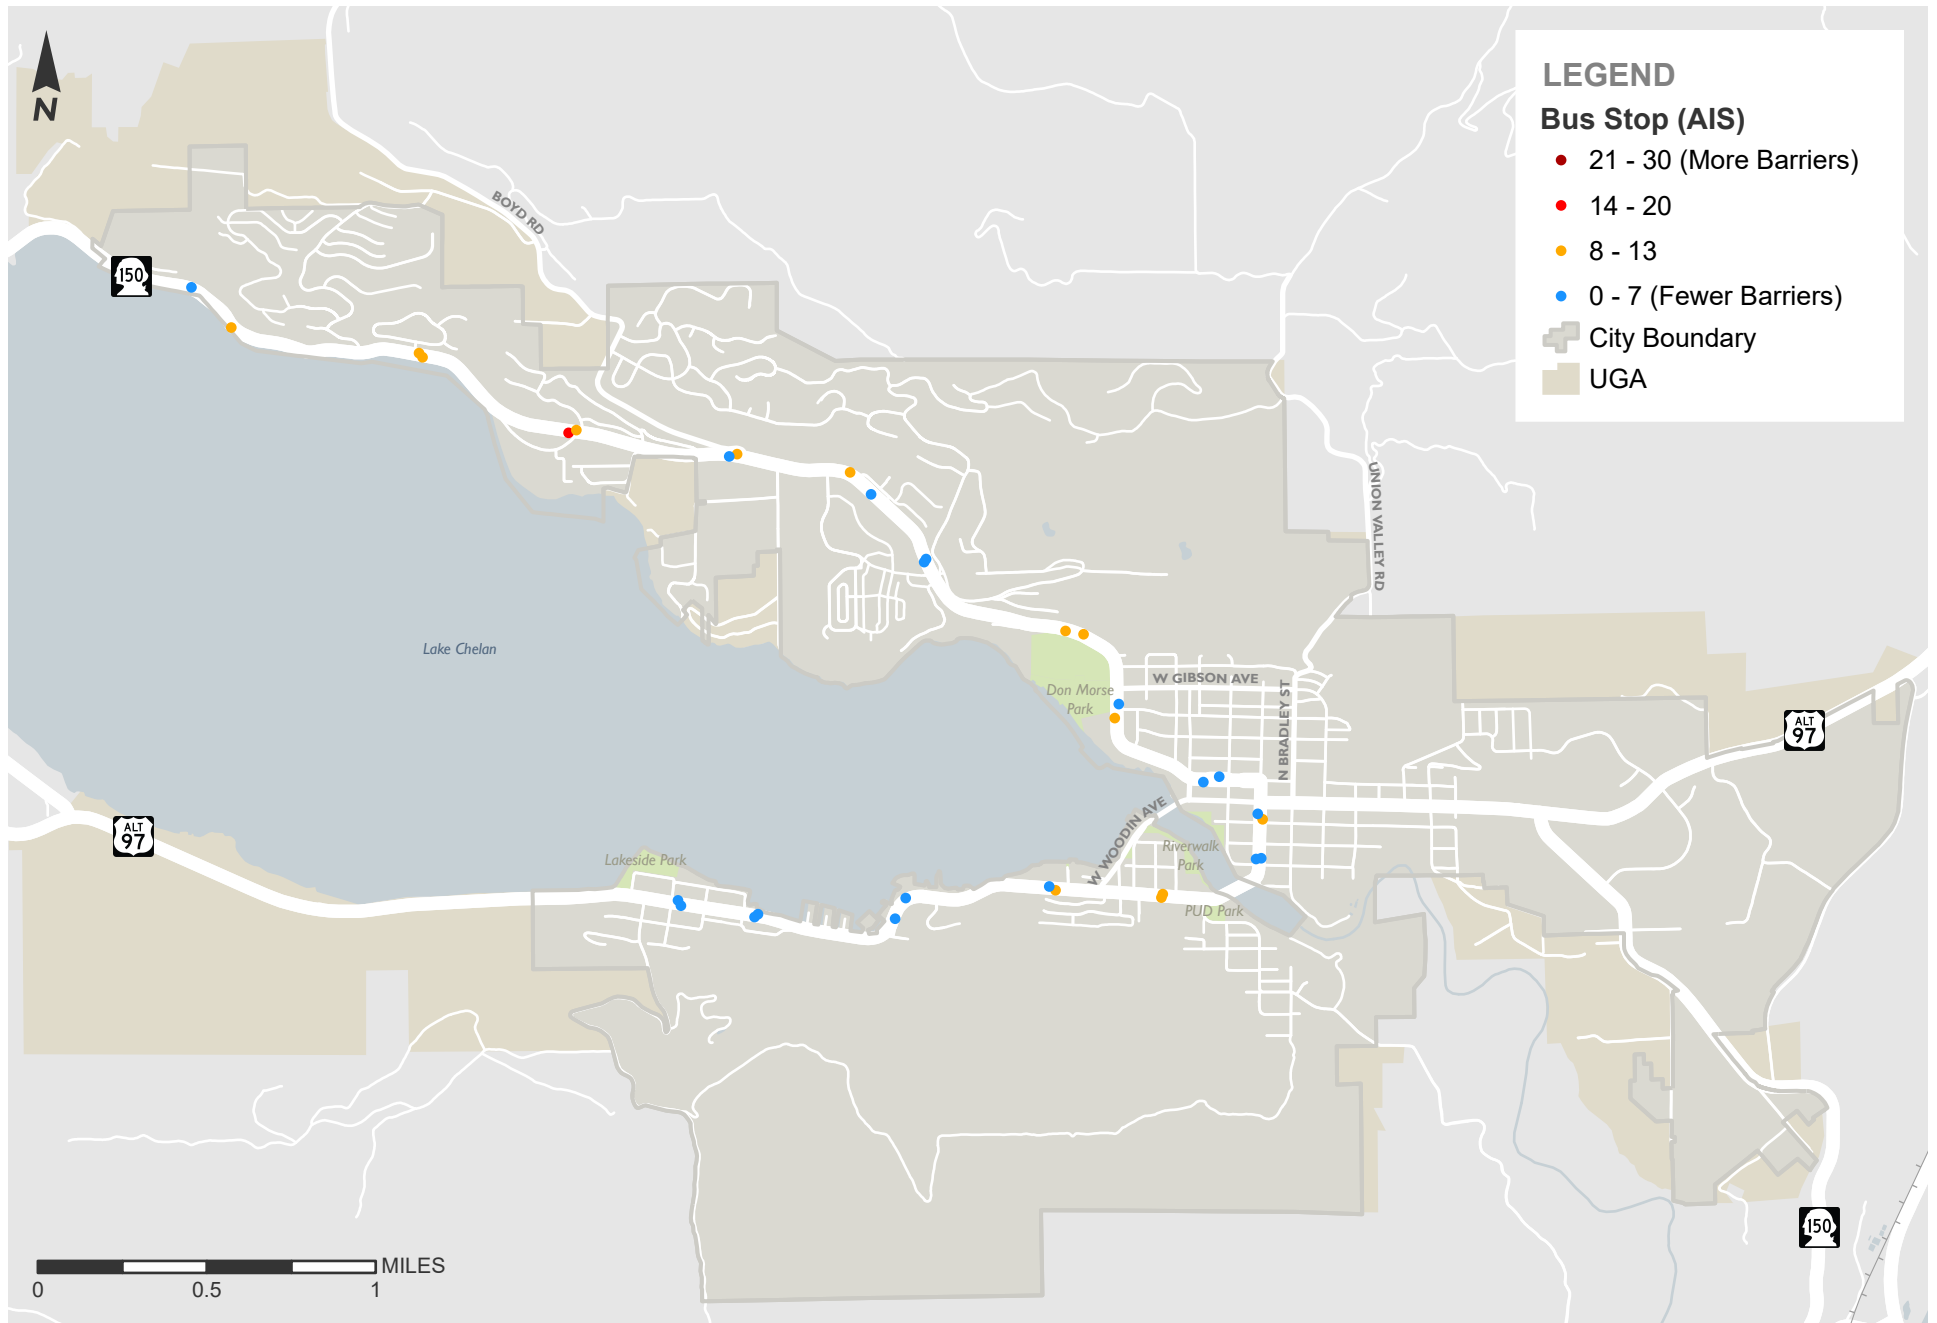 N
LEGEND
Bus Stop (AIS)
21 - 30 (More Barriers)
14 - 20
8 - 13
0 - 7 (Fewer Barriers)
City Boundary
UGA
BOYD RD
150
UNION VALLEY RD
Lake Chelan
W GIBSON AVE
Don Morse
Park
N BRADLEY ST
ALT
97
W WOODIN AVE
ALT
97
Riverwalk
Park
Lakeside Park
PUD Park
150
MILES
0
0.5
1